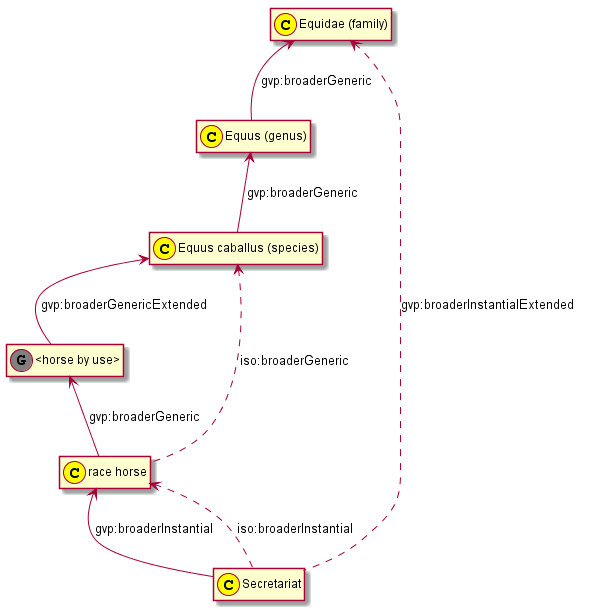 C Equidae (family)
gvp:broaderGeneric
C Equus (genus)
gvp:broaderGeneric
C Equus caballus (species)
gvp:broaderGenericExtended
gvp:broaderInstantialExtended
G <horse by use>
iso:broaderGeneric
gvp:broaderGeneric
C race horse
gvp:broaderInstantial
iso:broaderInstantial
C Secretariat